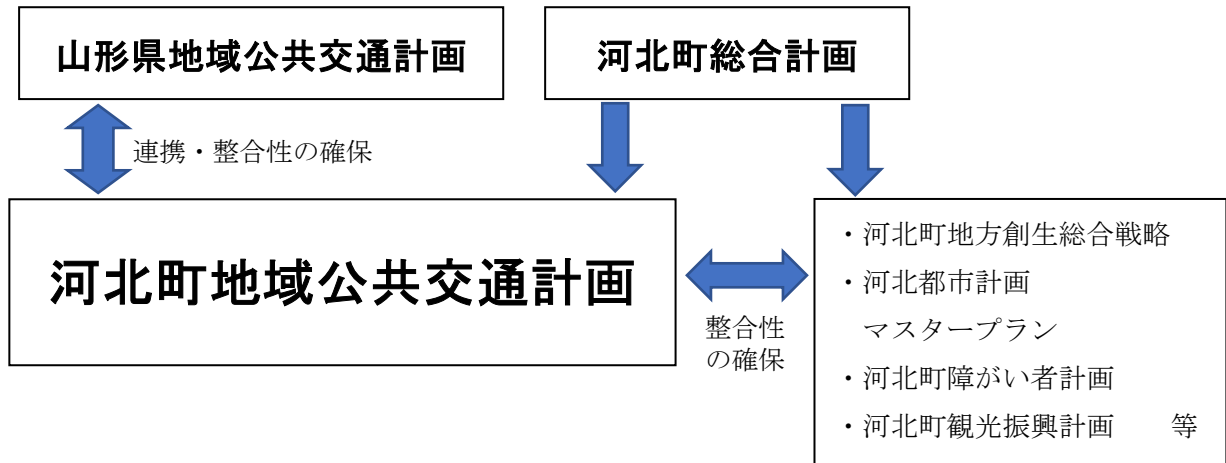 山形県地域公共交通計画
河北町総合計画
連携・整合性の確保
河北町地域公共交通計画
整合性
の確保
・河北町地方創生総合戦略
・河北都市計画
マスタープラン
・河北町障がい者計画
・河北町観光振興計画　　等